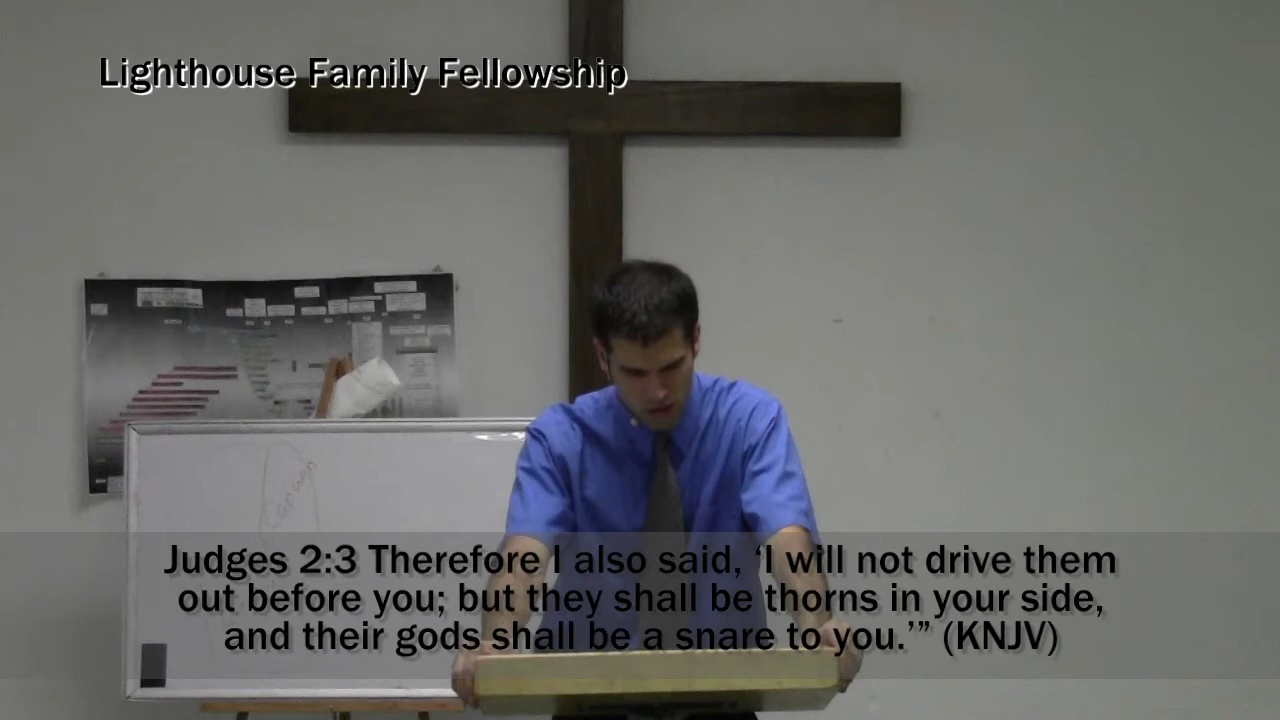 Lighthouse Family Fellowship
Judges 2:3 Therefore I also said, ‘I will not drive them
out before you; but they shall be thorns in your side,
and their gods shall be a snare to you.’” (KNJV)